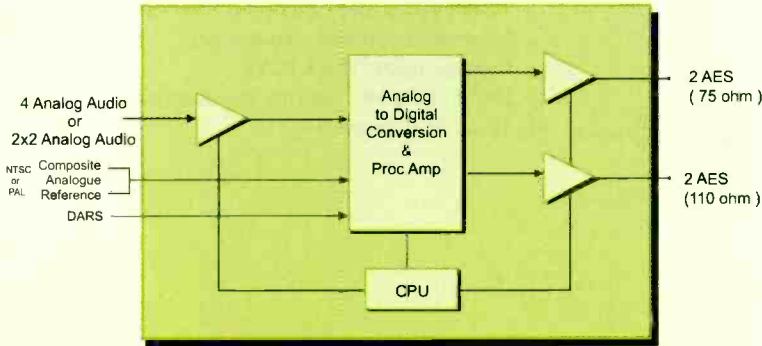 4 Analog Audio
or
2x2 Analog Audio
NTSC
or
PAL
Composite
Analogue
Reference
DARS
Analog
to Digital
Conversion
&
Proc Amp
CPU
2 AES
( 75 ohm )
2 AES
(110 ohm )